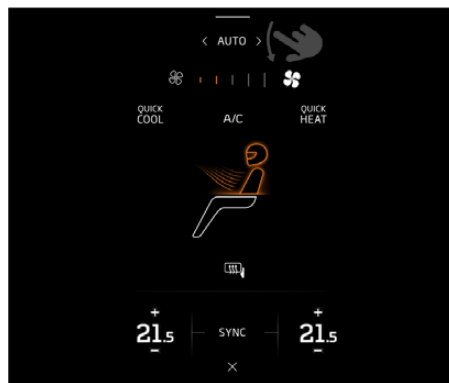 < AUTO >
QUICK COOL
A/C
QUICK HEAT
+ +
21.5 SYNC 21.5
- -
×